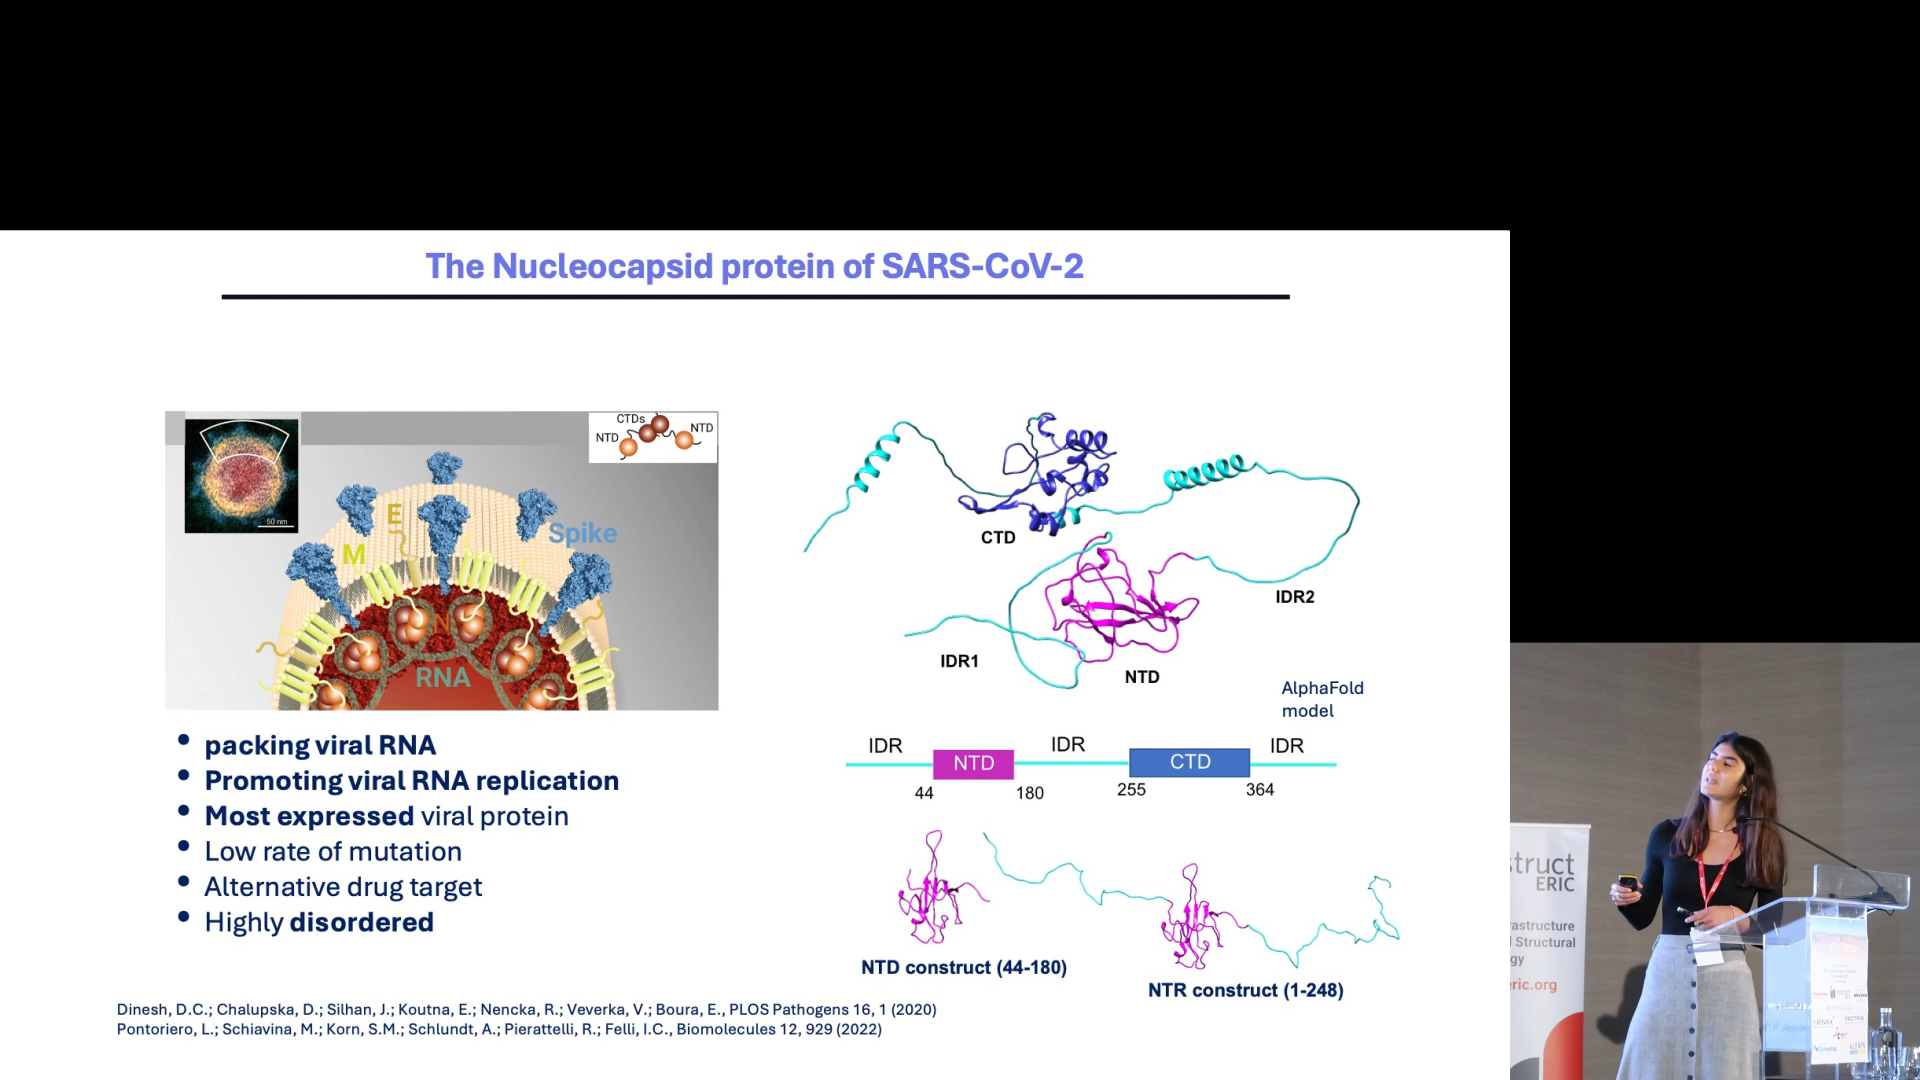 The Nucleocapsid protein of SARS-CoV-2
50 nm
CTDs
NTD
NTD
E
Spike
M
N
RNA
• packing viral RNA
• Promoting viral RNA replication
• Most expressed viral protein
• Low rate of mutation
• Alternative drug target
• Highly disordered
CTD
IDR2
IDR1
NTD
AlphaFold
model
IDR
IDR
IDR
NTD
CTD
44
180
255
364
NTD construct (44-180)
NTR construct (1-248)
Dinesh, D.C.; Chalupska, D.; Silhan, J.; Koutna, E.; Nencka, R.; Veverka, V.; Boura, E., PLOS Pathogens 16, 1 (2020)
Pontoriero, L.; Schiavina, M.; Korn, S.M.; Schlundt, A.; Pierattelli, R.; Felli, I.C., Biomolecules 12, 929 (2022)
struct
ERIC
rastructure
Structural
gy
eric.org